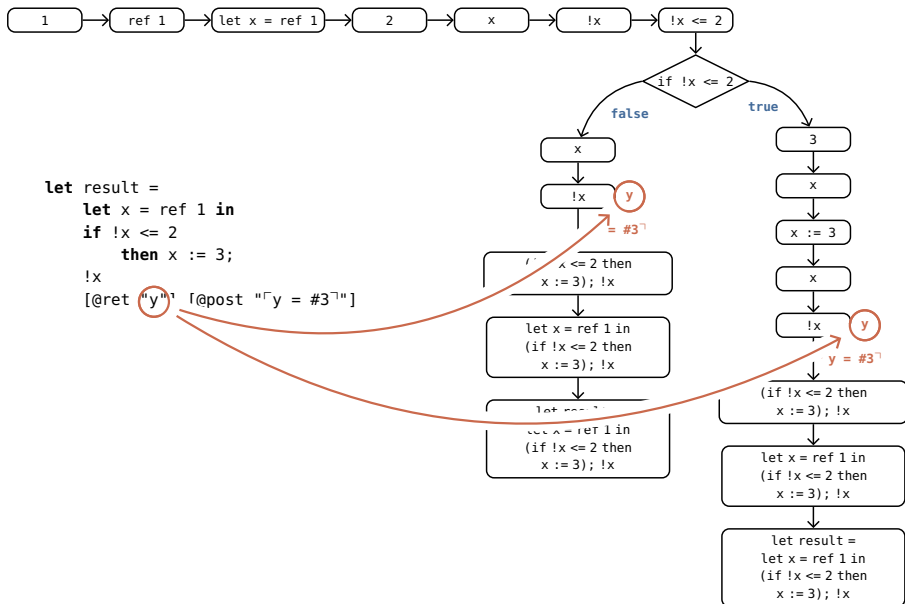 1
ref 1
let x = ref 1
2
x
!x
!x <= 2
if !x <= 2
false
true
x
!x
y
= #3⌝
x <= 2 then
x := 3); !x
let x = ref 1 in
(if !x <= 2 then
x := 3); !x
let x = ref 1 in
(if !x <= 2 then
x := 3); !x
3
x
x := 3
x
!x
y
y = #3⌝
(if !x <= 2 then
x := 3); !x
let x = ref 1 in
(if !x <= 2 then
x := 3); !x
let result =
let x = ref 1 in
(if !x <= 2 then
x := 3); !x
let result =
let x = ref 1 in
if !x <= 2
then x := 3;
!x
[@ret "y"] [@post "⌜y = #3⌝"]